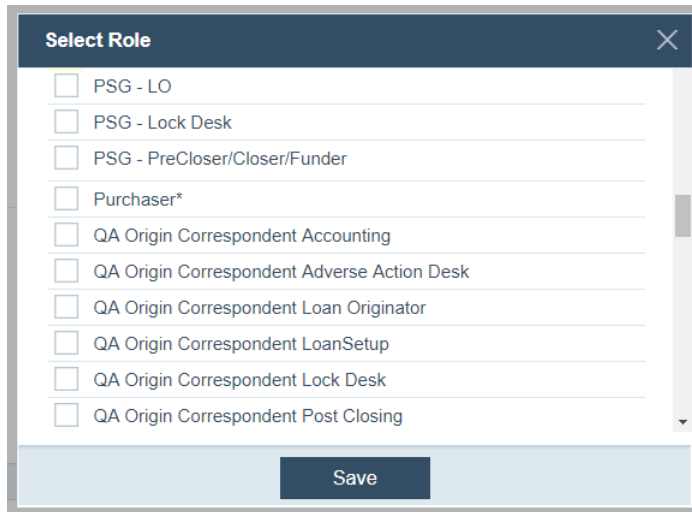 Select Role
PSG - LO
PSG - Lock Desk
PSG - PreCloser/Closer/Funder
Purchaser*
QA Origin Correspondent Accounting
QA Origin Correspondent Adverse Action Desk
QA Origin Correspondent Loan Originator
QA Origin Correspondent LoanSetup
QA Origin Correspondent Lock Desk
QA Origin Correspondent Post Closing
Save